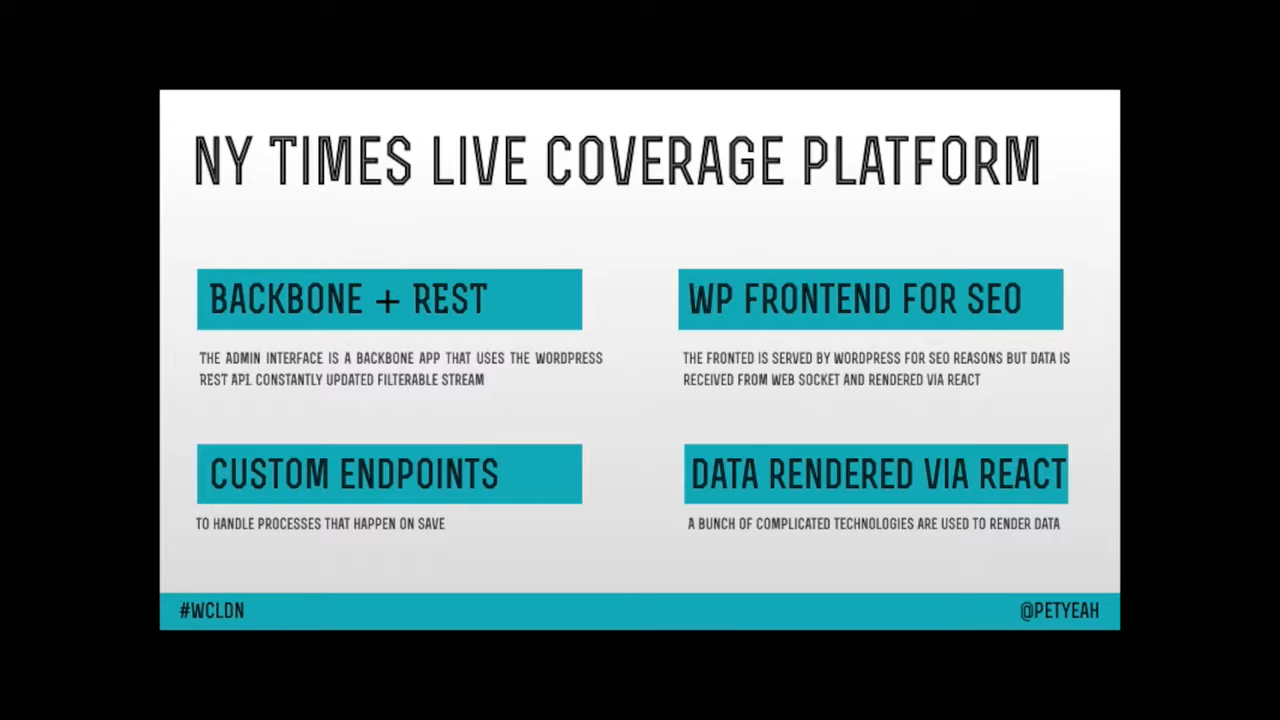 NY TIMES LIVE COVERAGE PLATFORM
BACKBONE + REST
THE ADMIN INTERFACE IS A BACKBONE APP THAT USES THE WORDPRESS
REST API. CONSTANTLY UPDATED FILTERABLE STREAM
WP FRONTEND FOR SEO
THE FRONTED IS SERVED BY WORDPRESS FOR SEO REASONS BUT DATA IS
RECEIVED FROM WEB SOCKET AND RENDERED VIA REACT
CUSTOM ENDPOINTS
TO HANDLE PROCESSES THAT HAPPEN ON SAVE
DATA RENDERED VIA REACT
A BUNCH OF COMPLICATED TECHNOLOGIES ARE USED TO RENDER DATA
#WCLDN
@PETYEAH